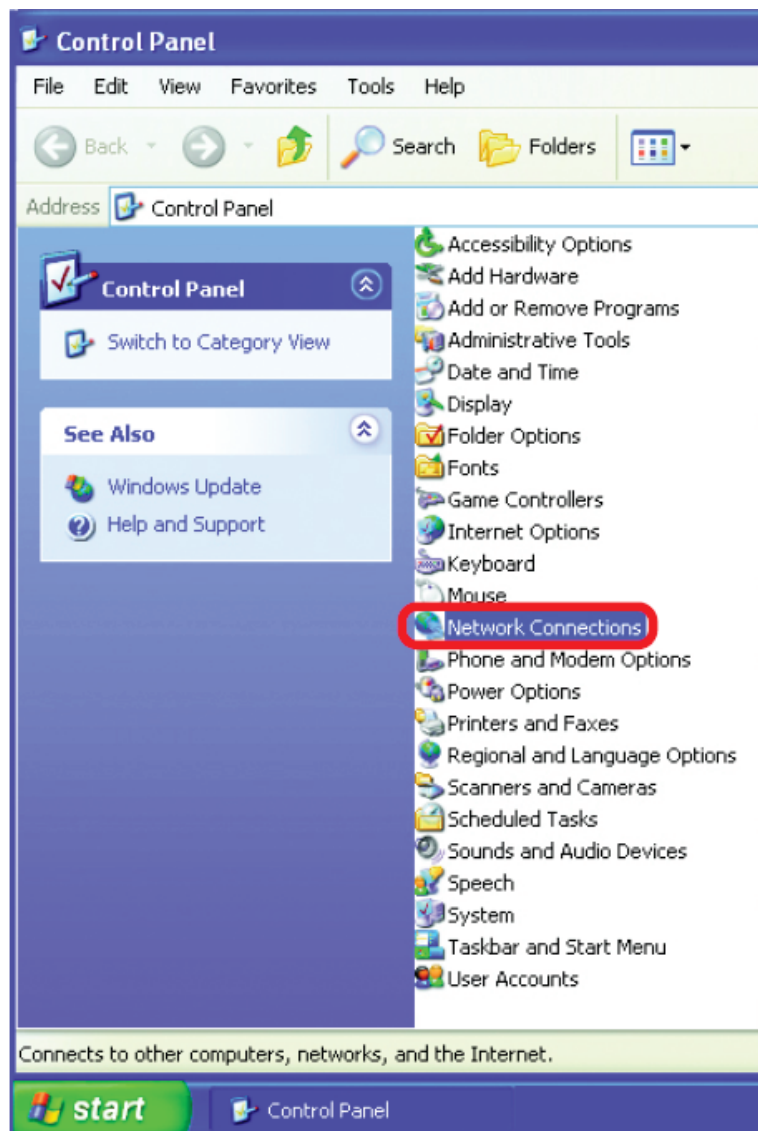 Control Panel
File Edit View Favorites Tools Help
Back Search Folders
Address Control Panel
Control Panel
Switch to Category View
See Also
Windows Update
Help and Support
Accessibility Options
Add Hardware
Add or Remove Programs
Administrative Tools
Date and Time
Display
Folder Options
Fonts
Game Controllers
Internet Options
Keyboard
Mouse
Network Connections
Phone and Modem Options
Power Options
Printers and Faxes
Regional and Language Options
Scanners and Cameras
Scheduled Tasks
Sounds and Audio Devices
Speech
System
Taskbar and Start Menu
User Accounts
Connects to other computers, networks, and the Internet.
start Control Panel